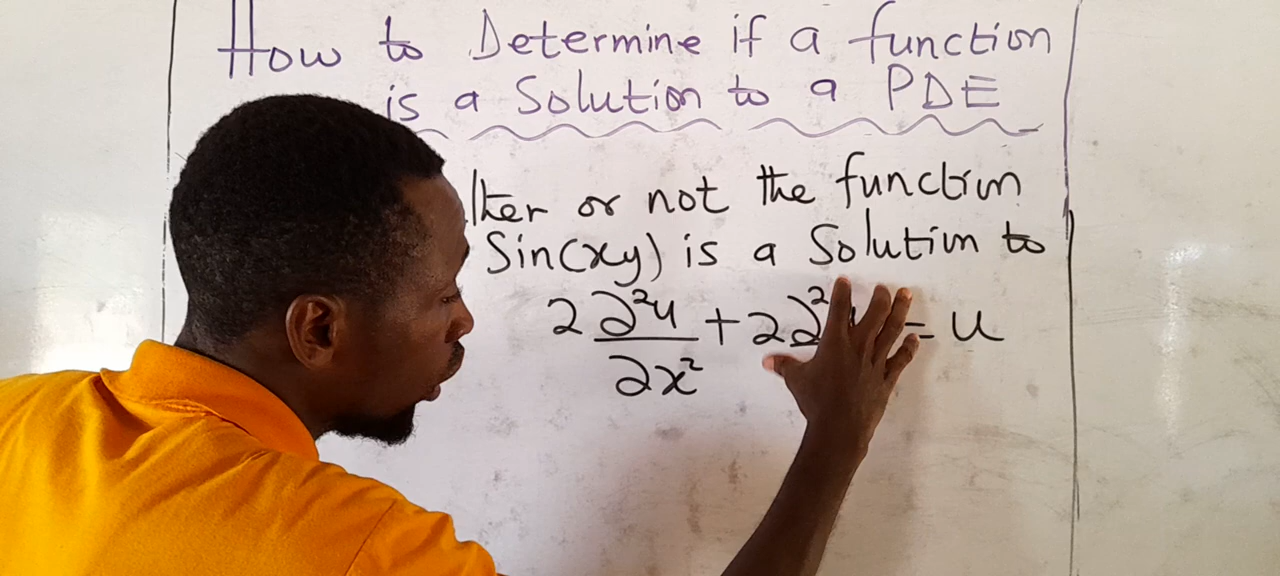 How to Determine if a function
is a Solution to a PDE
or not the function
Sin(xy) is a Solution to
2 ∂²u/∂x² + 2∂² = u